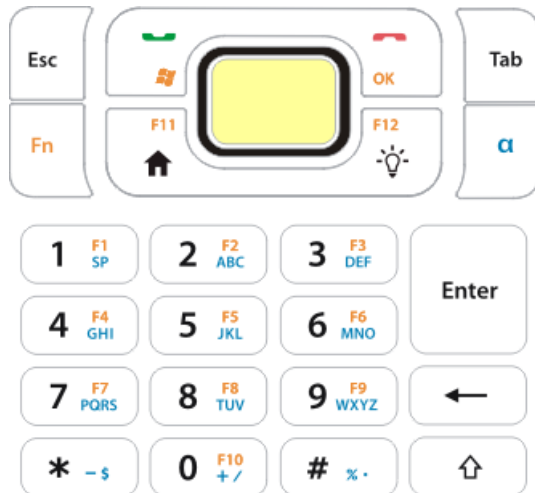 Esc
Tab
OK
Fn
F11
F12
α
1 F1 SP
2 F2 ABC
3 F3 DEF
Enter
4 F4 GHI
5 F5 JKL
6 F6 MNO
7 F7 PQRS
8 F8 TUV
9 F9 WXYZ
←
* - $
0 F10 + /
# % .
⇧